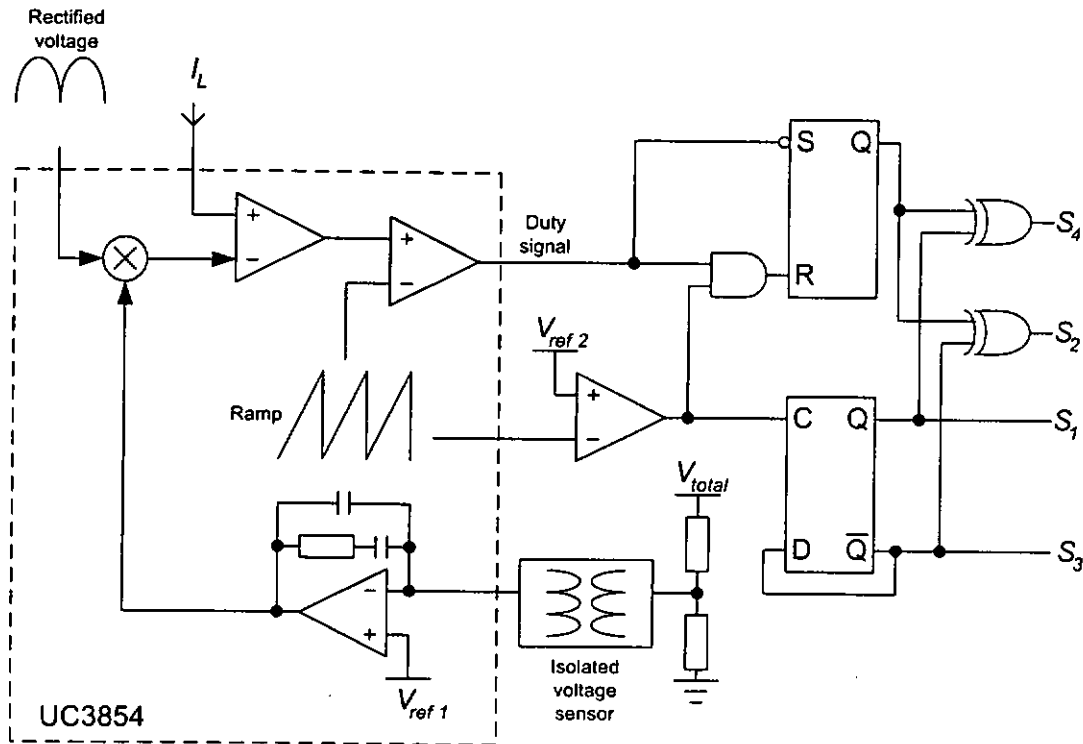 Rectified
voltage
I_L
+
−
+
−
Duty
signal
S Q
R
S_4
S_2
V_ref 2
+
−
Ramp
C Q
D Q̅
S_1
S_3
V_total
−
+
V_ref 1
Isolated
voltage
sensor
UC3854